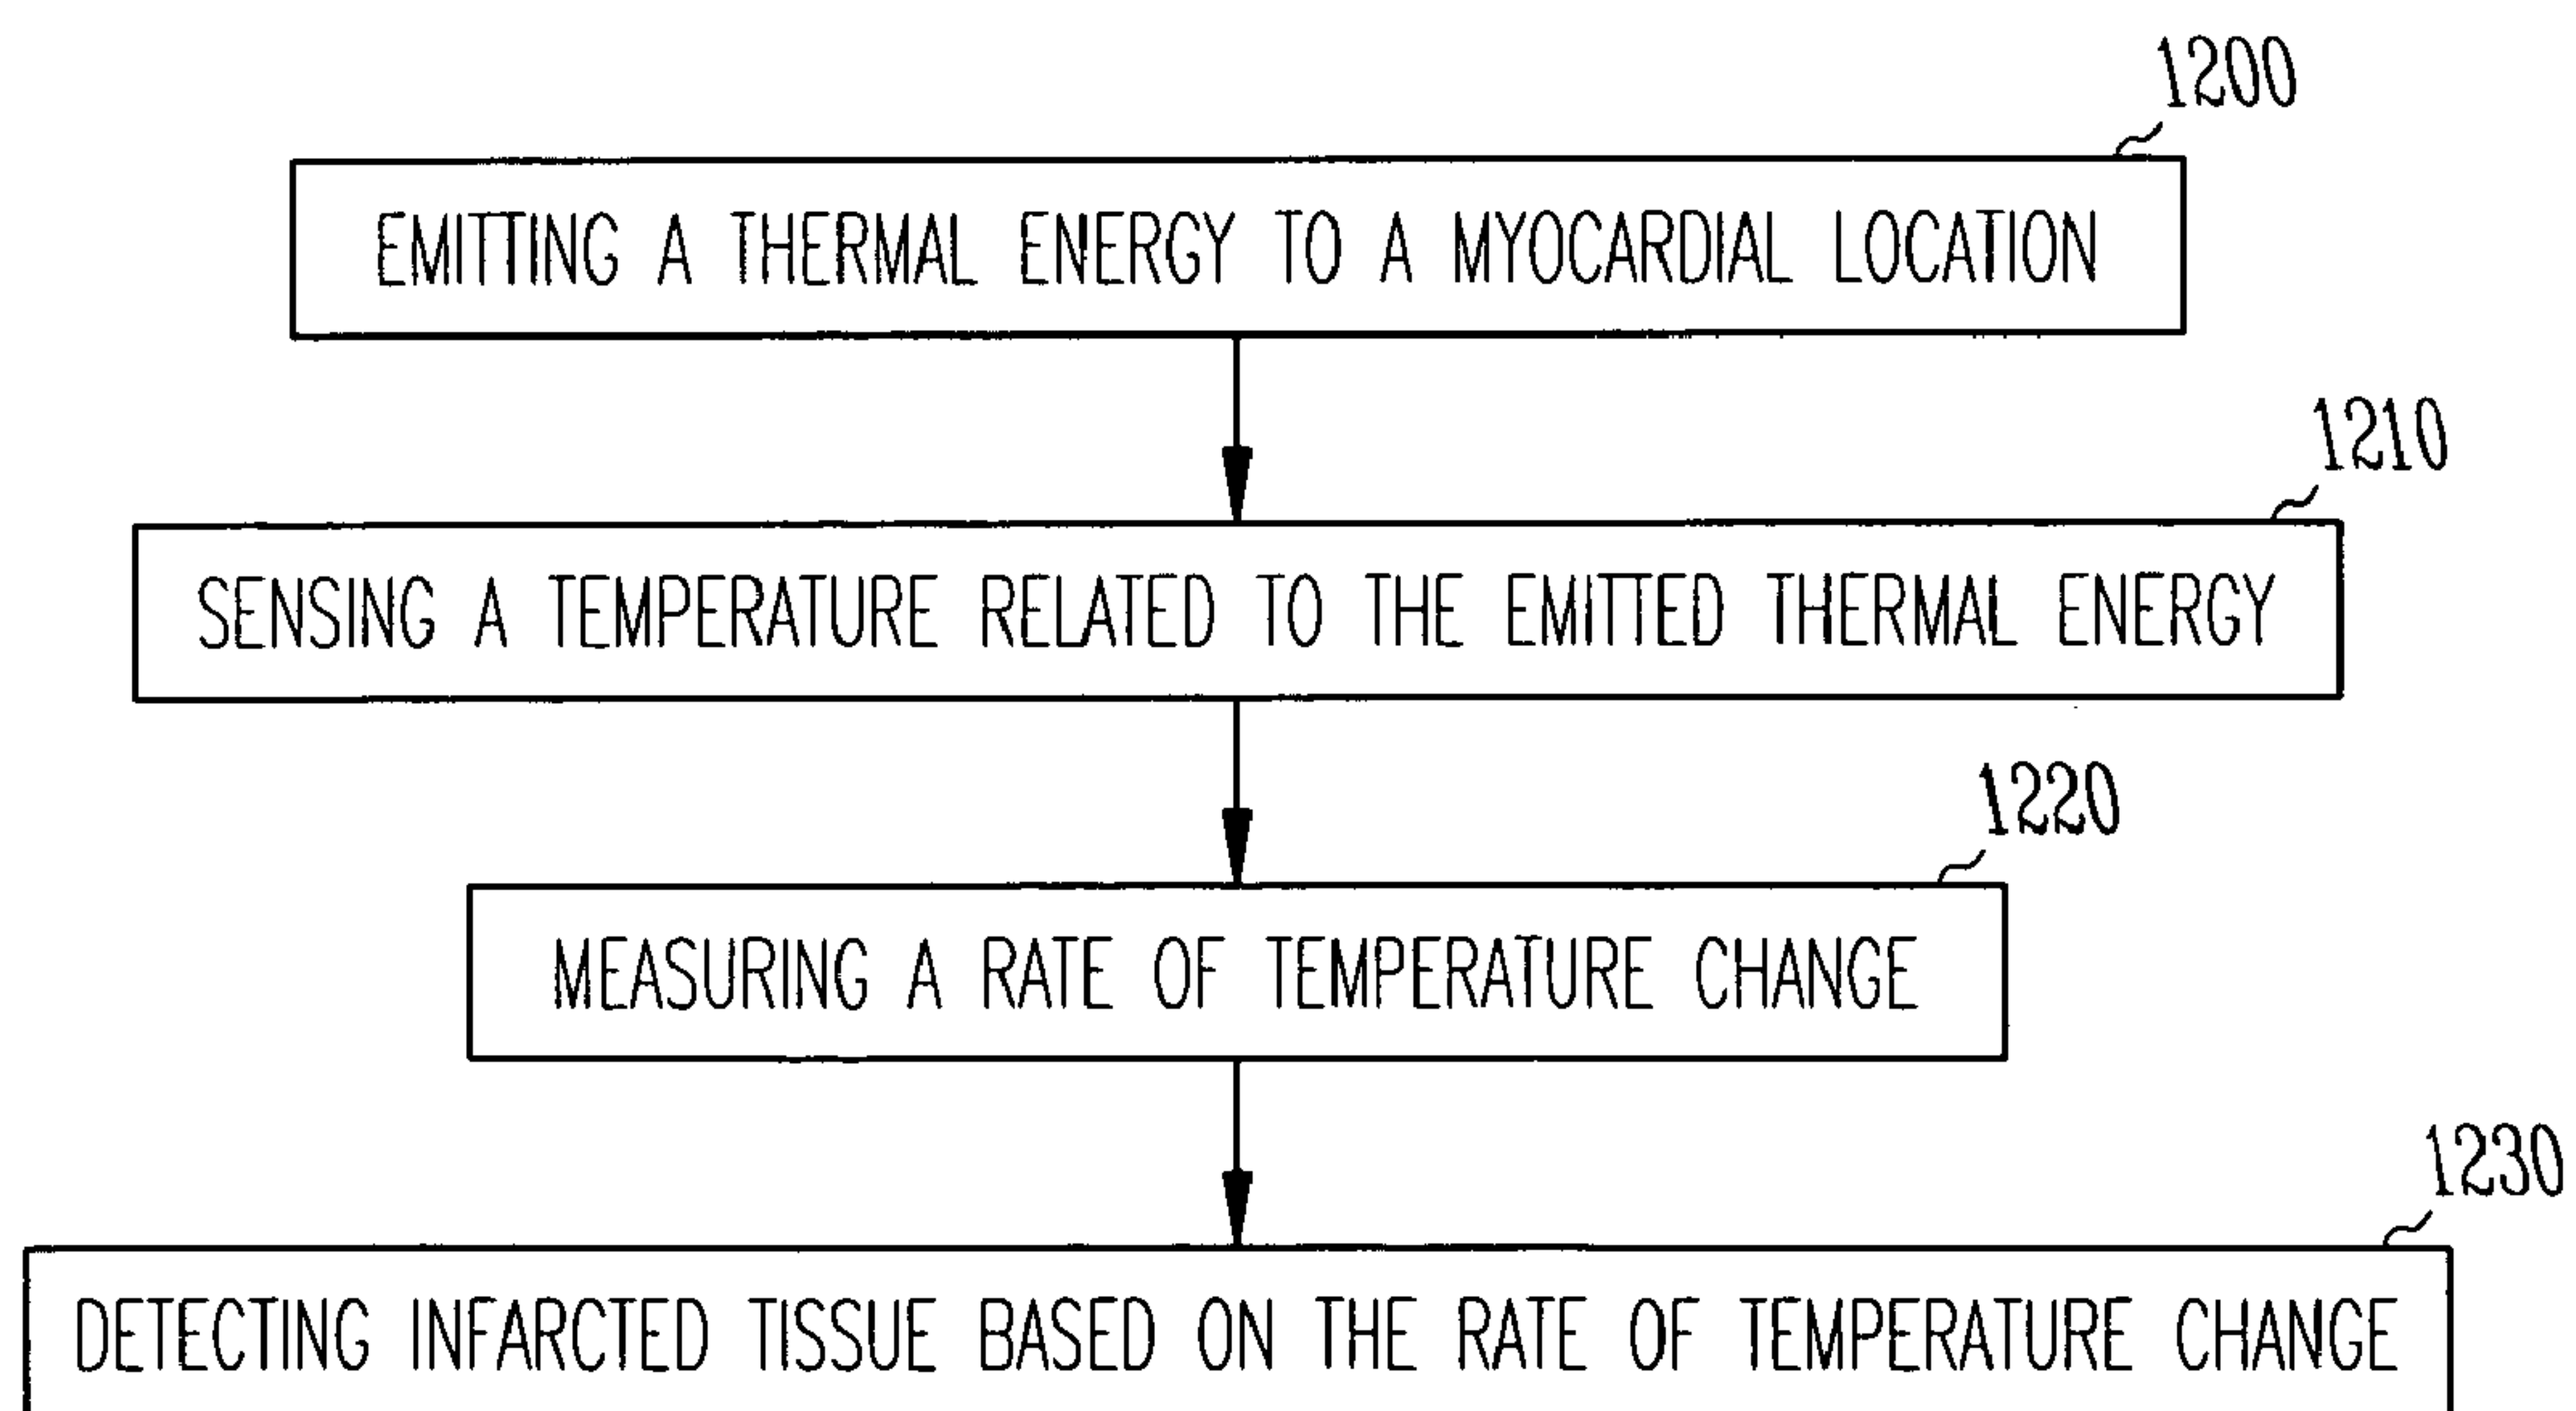 1200
EMITTING A THERMAL ENERGY TO A MYOCARDIAL LOCATION
1210
SENSING A TEMPERATURE RELATED TO THE EMITTED THERMAL ENERGY
1220
MEASURING A RATE OF TEMPERATURE CHANGE
1230
DETECTING INFARCTED TISSUE BASED ON THE RATE OF TEMPERATURE CHANGE